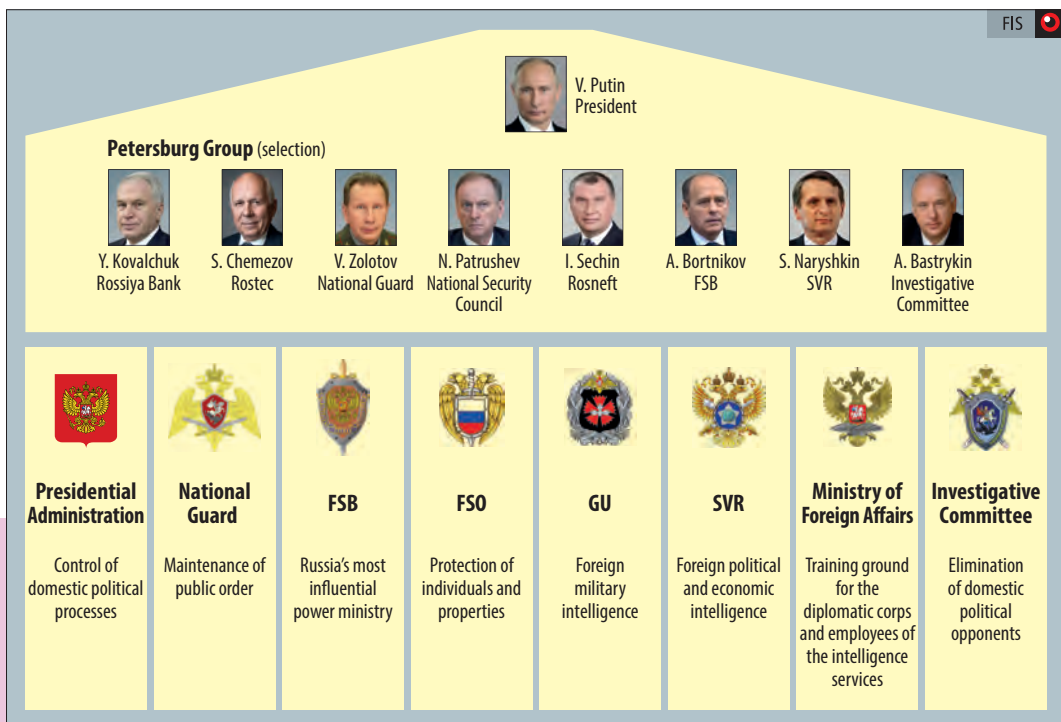 FIS
V. Putin
President
Petersburg Group (selection)
Y. Kovalchuk
Rossiya Bank
S. Chemezov
Rostec
V. Zolotov
National Guard
N. Patrushev
National Security
Council
I. Sechin
Rosneft
A. Bortnikov
FSB
S. Naryshkin
SVR
A. Bastrykin
Investigative
Committee
Presidential
Administration
Control of
domestic political
processes
National
Guard
Maintenance of
public order
FSB
Russia's most
influential
power ministry
FSO
Protection of
individuals and
properties
GU
Foreign
military
intelligence
SVR
Foreign political
and economic
intelligence
Ministry of
Foreign Affairs
Training ground
for the
diplomatic corps
and employees of
the intelligence
services
Investigative
Committee
Elimination
of domestic
political
opponents